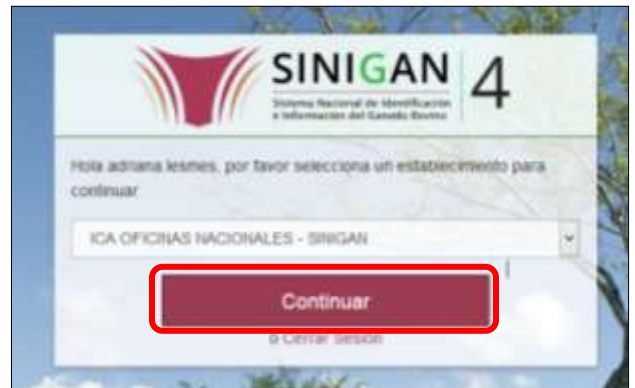 SINIGAN 4
Sistema Nacional de Identificación
e Información del Ganado Bovino
Hola adriana lesmes, por favor selecciona un establecimiento para
continuar
ICA OFICINAS NACIONALES - SINIGAN
Continuar
o Cerrar Sesión